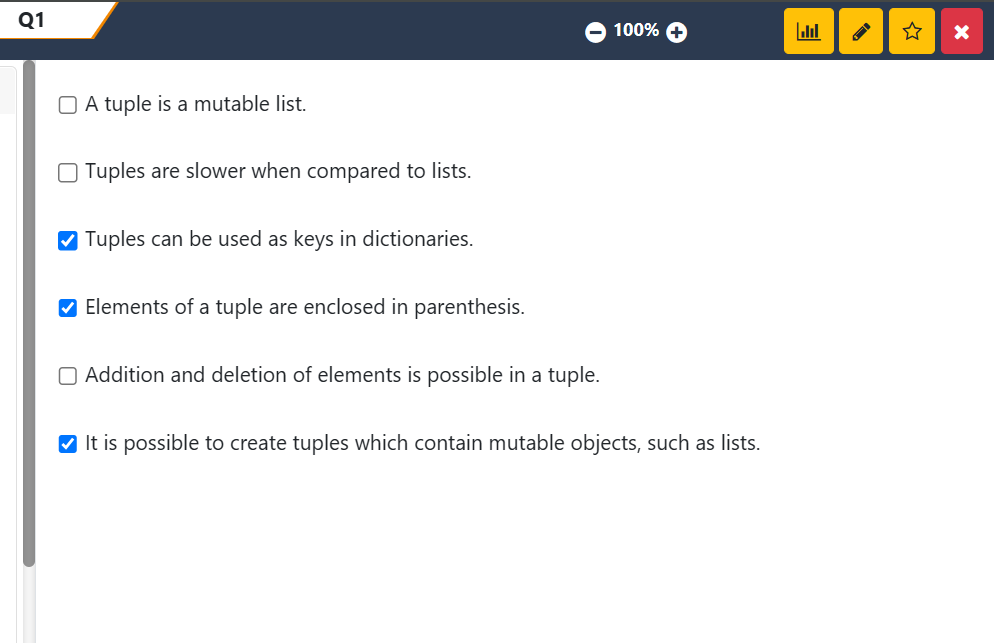 Q1
100%
A tuple is a mutable list.
Tuples are slower when compared to lists.
Tuples can be used as keys in dictionaries.
Elements of a tuple are enclosed in parenthesis.
Addition and deletion of elements is possible in a tuple.
It is possible to create tuples which contain mutable objects, such as lists.